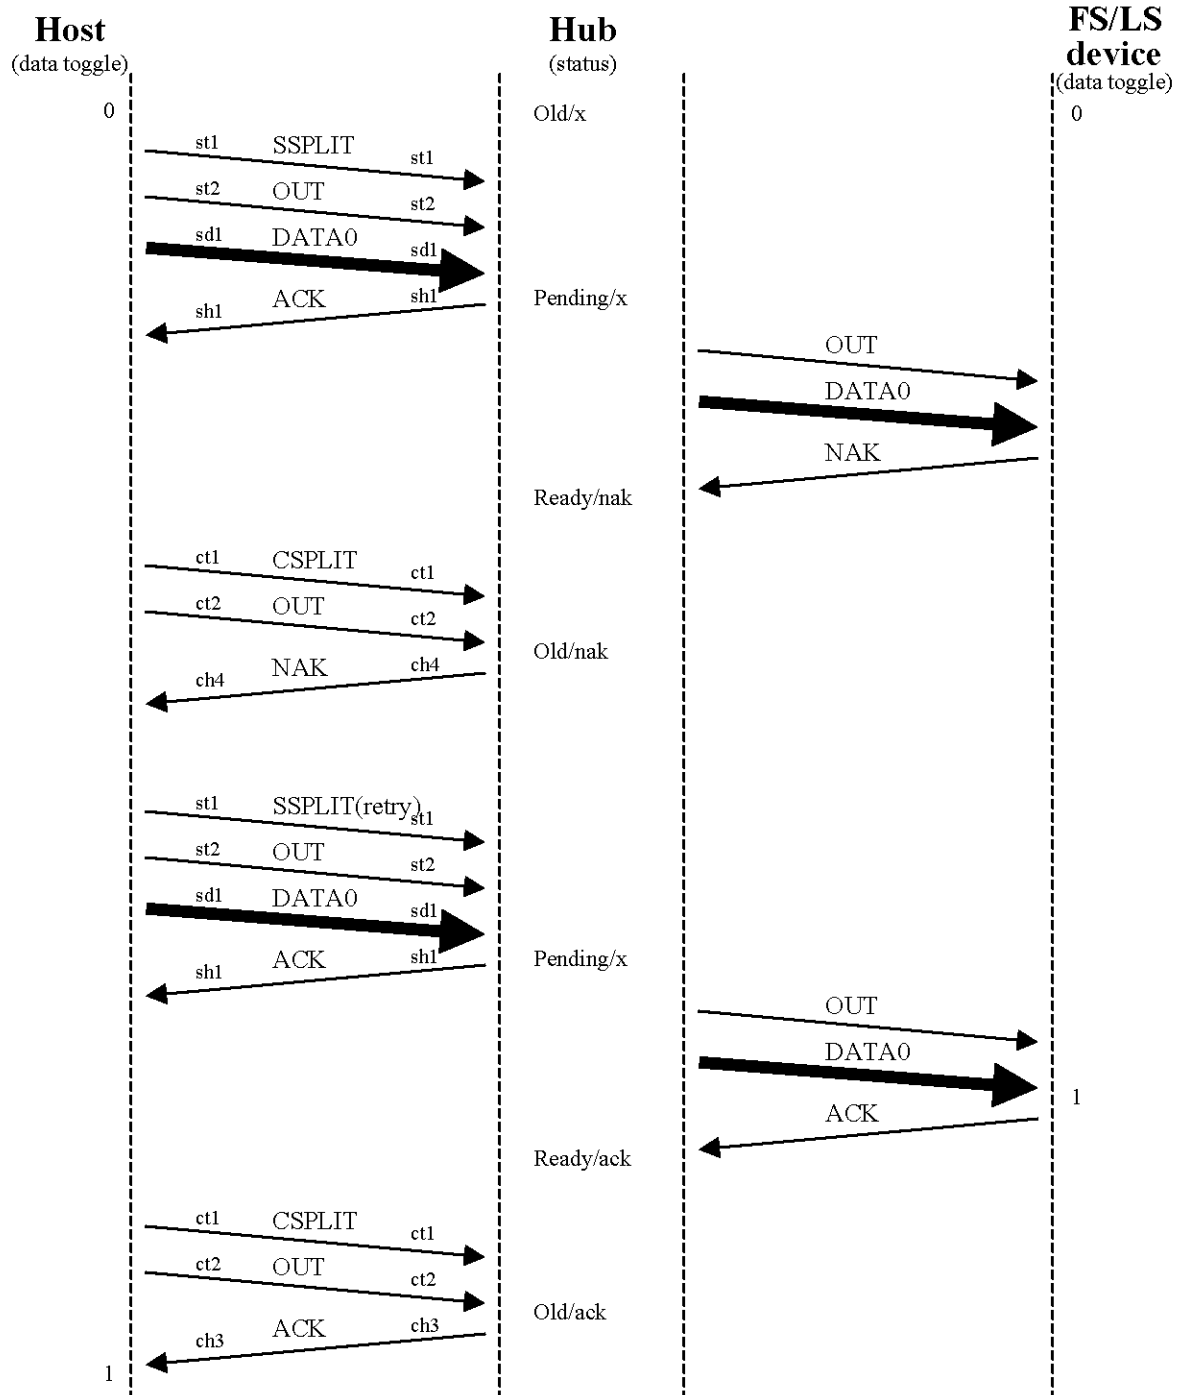 Host
(data toggle)
Hub
(status)
FS/LS
device
(data toggle)
0
Old/x
0
st1 SSPLIT st1
st2 OUT st2
sd1 DATA0 sd1
Pending/x
sh1 ACK sh1
OUT
DATA0
NAK
Ready/nak
ct1 CSPLIT ct1
ct2 OUT ct2
Old/nak
ch4 NAK ch4
st1 SSPLIT(retry) st1
st2 OUT st2
sd1 DATA0 sd1
Pending/x
sh1 ACK sh1
OUT
DATA0
1
ACK
Ready/ack
ct1 CSPLIT ct1
ct2 OUT ct2
Old/ack
ch3 ACK ch3
1